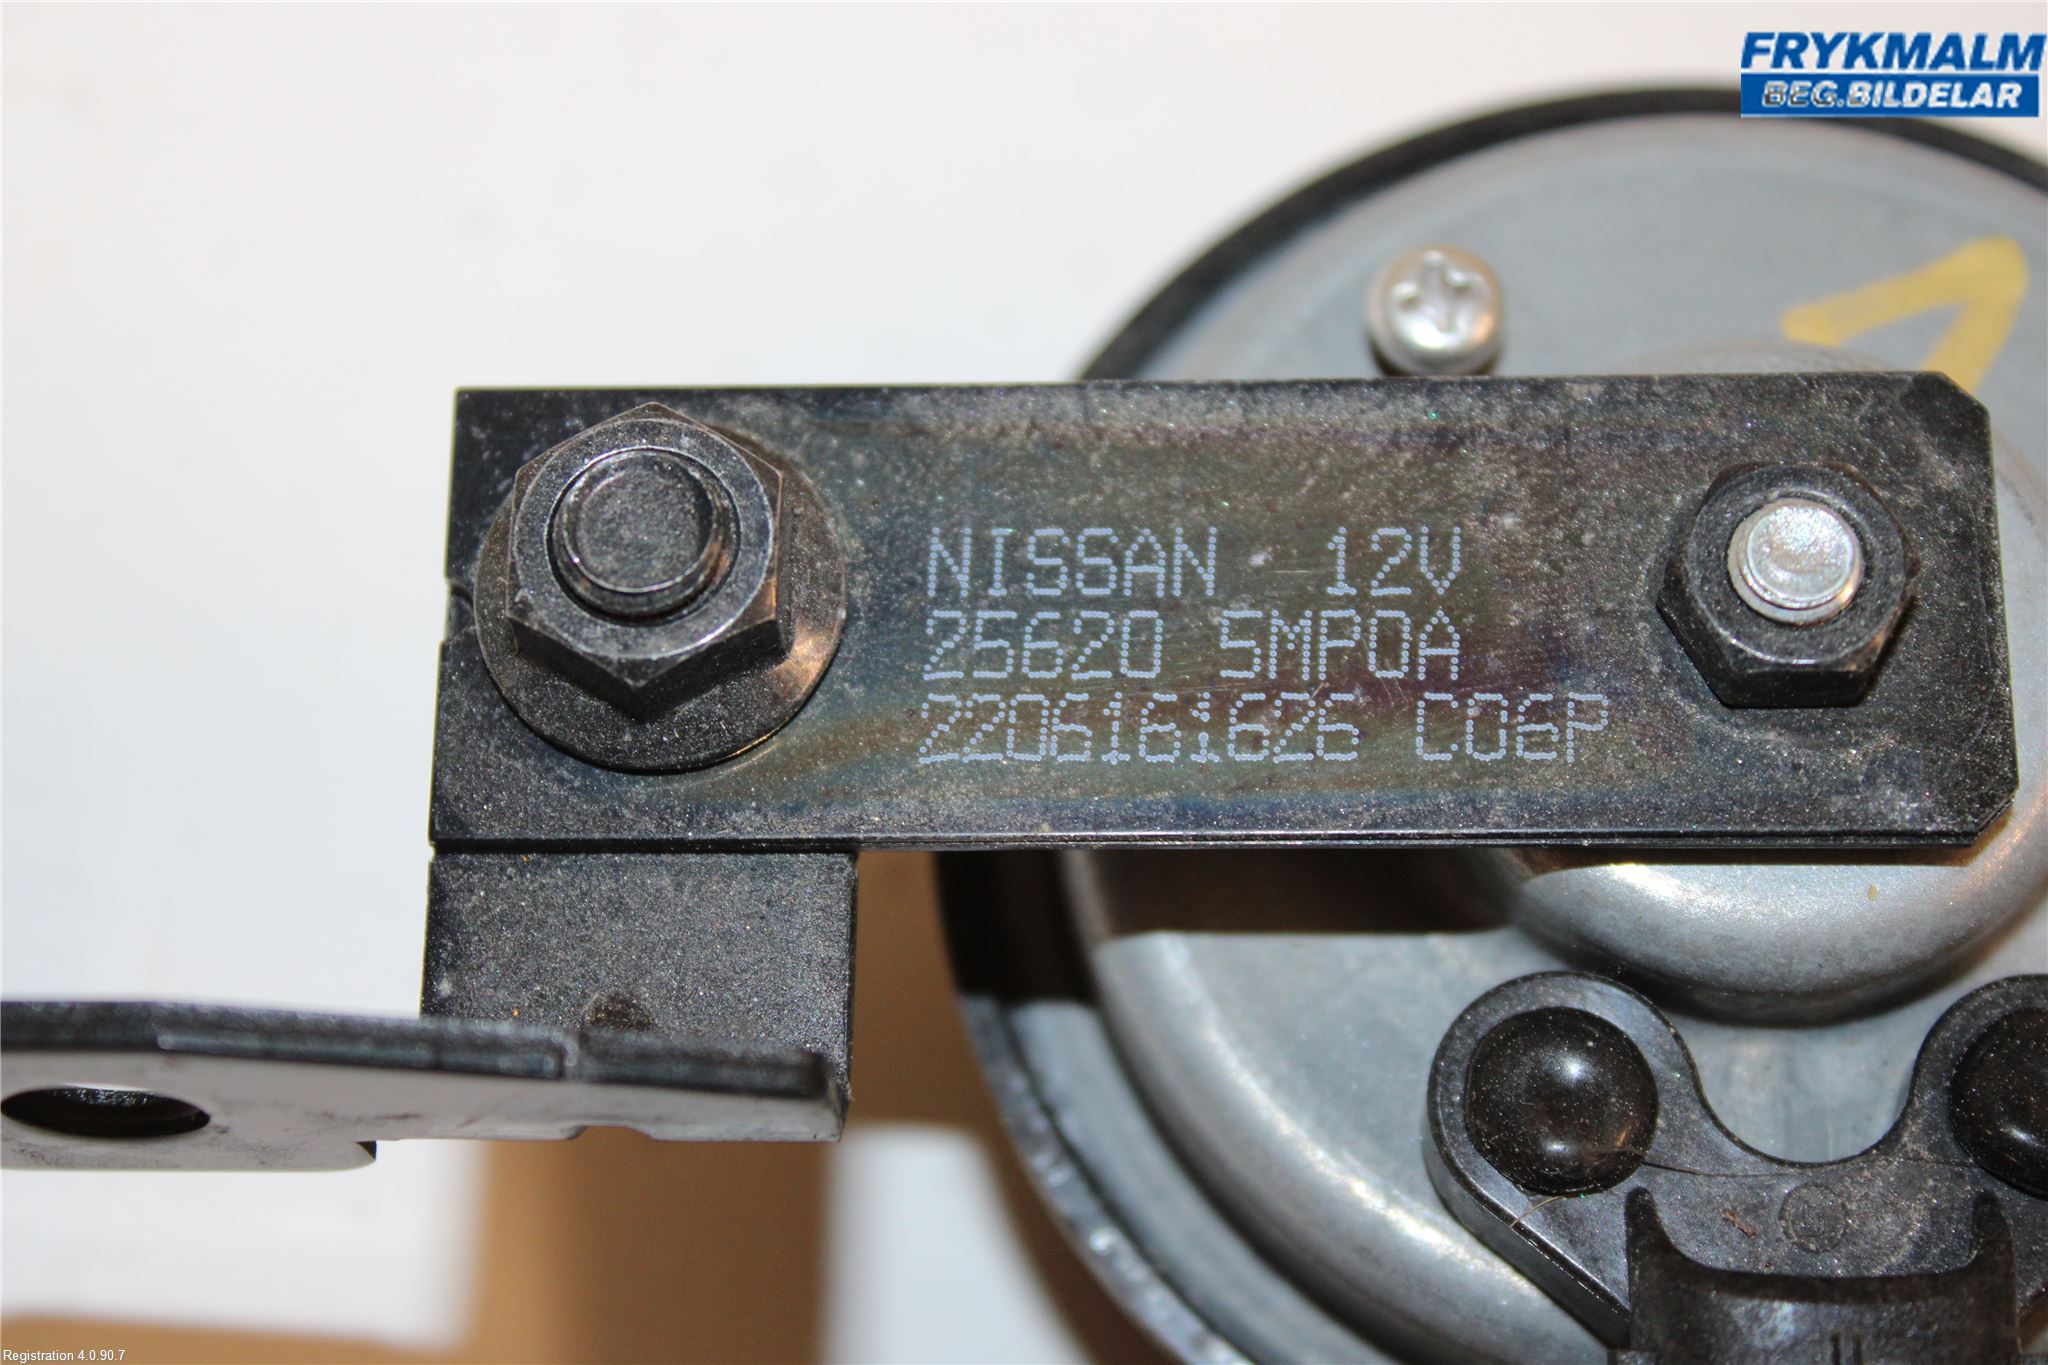 FRYKMALM
BEG.BILDELAR
NISSAN 12V
25620 5MP0A
2206161626 C06P
Registration 4.0.90.7